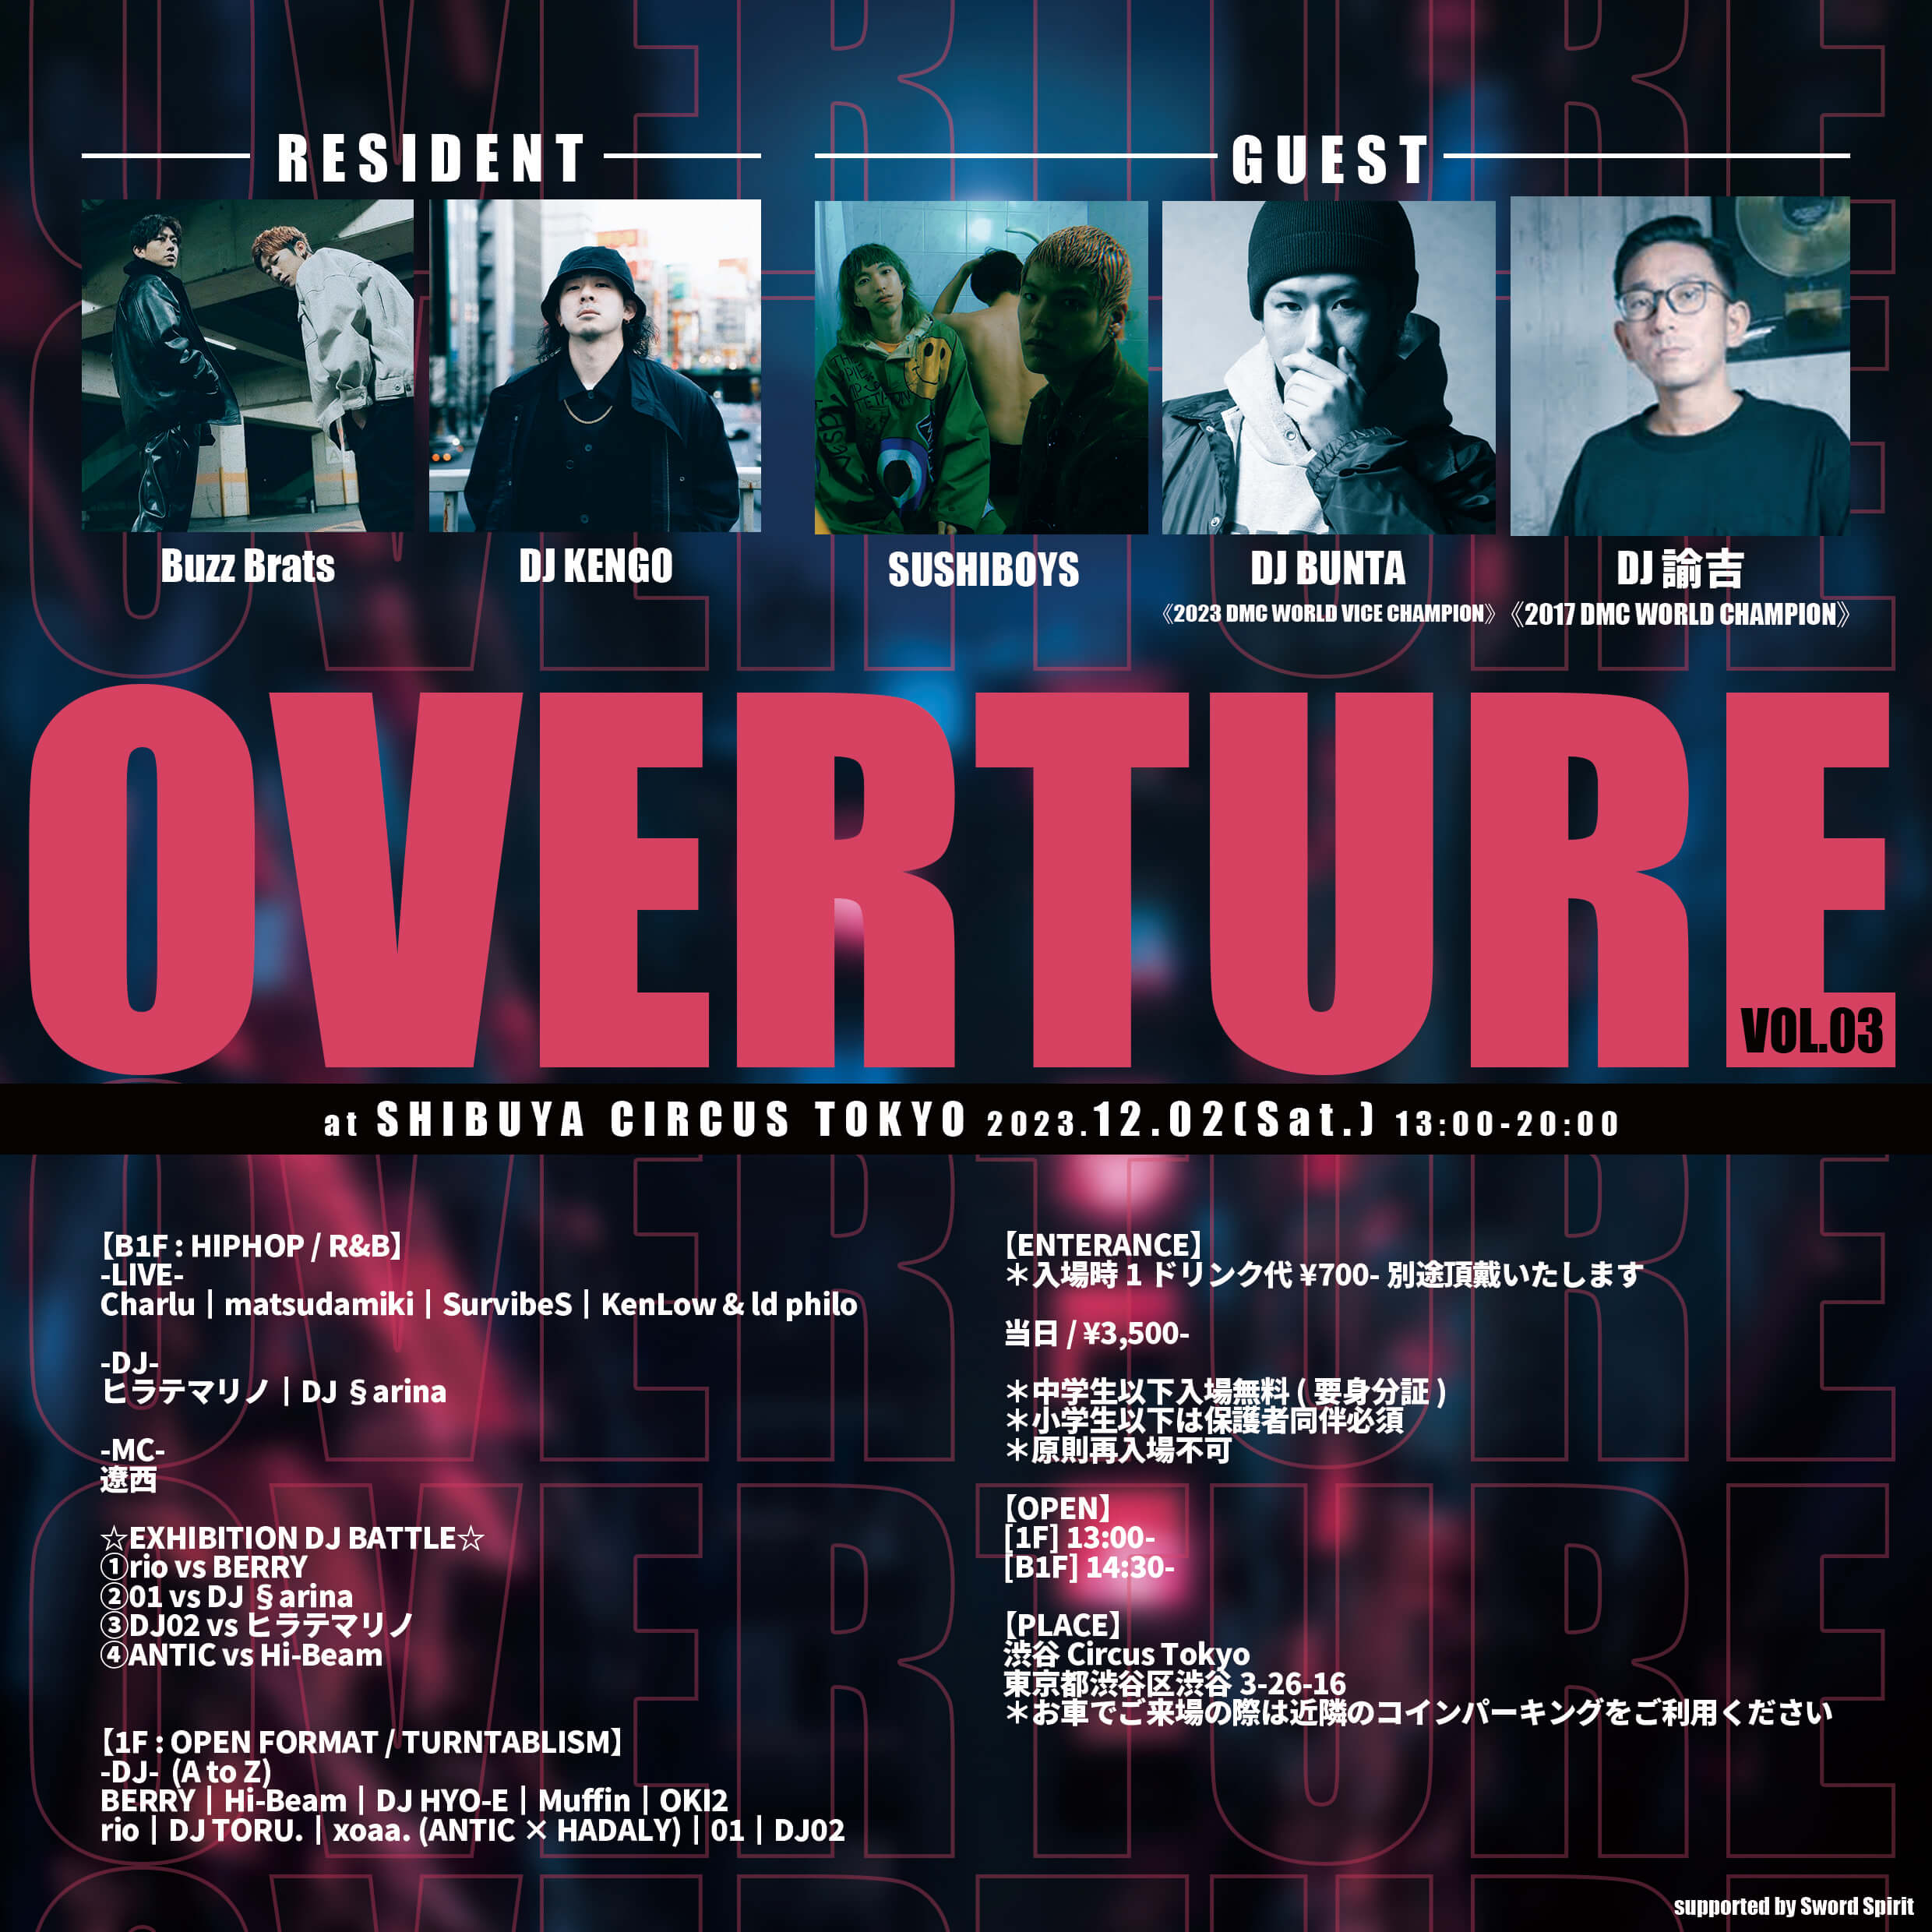 RESIDENT
GUEST
Buzz Brats
DJ KENGO
SUSHIBOYS
DJ BUNTA
《2023 DMC WORLD VICE CHAMPION》
DJ 諭吉
《2017 DMC WORLD CHAMPION》
OVERTURE
VOL.03
at SHIBUYA CIRCUS TOKYO 2023.12.02(Sat.) 13:00-20:00
【B1F : HIPHOP / R&B】
-LIVE-
Charlu｜matsudamiki｜SurvibeS｜KenLow & ld philo
-DJ-
ヒラテマリノ｜DJ §arina
-MC-
遼西
☆EXHIBITION DJ BATTLE☆
①rio vs BERRY
②01 vs DJ §arina
③DJ02 vs ヒラテマリノ
④ANTIC vs Hi-Beam
【1F : OPEN FORMAT / TURNTABLISM】
-DJ- (A to Z)
BERRY｜Hi-Beam｜DJ HYO-E｜Muffin｜OKI2
rio｜DJ TORU.｜xoaa. (ANTIC × HADALY)｜01｜DJ02
【ENTERANCE】
＊入場時 1 ドリンク代 ¥700- 別途頂戴いたします
当日 / ¥3,500-
＊中学生以下入場無料 ( 要身分証 )
＊小学生以下は保護者同伴必須
＊原則再入場不可
【OPEN】
[1F] 13:00-
[B1F] 14:30-
【PLACE】
渋谷 Circus Tokyo
東京都渋谷区渋谷 3-26-16
＊お車でご来場の際は近隣のコインパーキングをご利用ください
supported by Sword Spirit